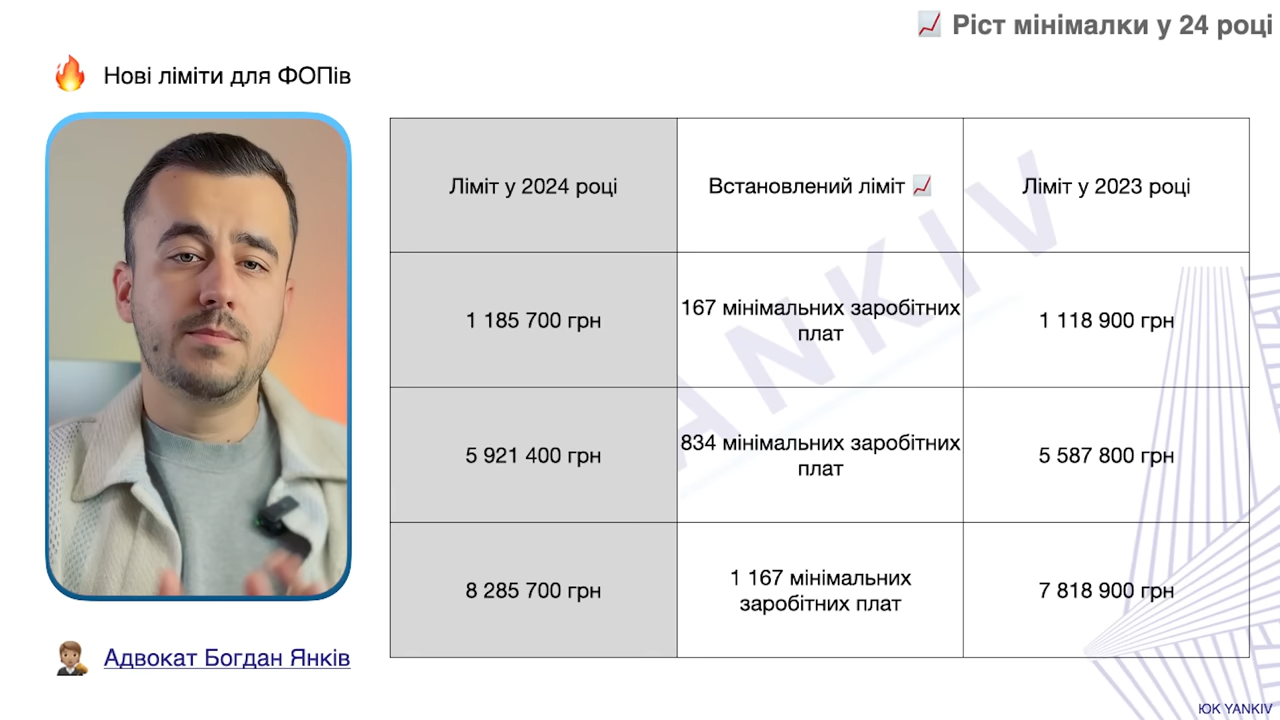 Ріст мінімалки у 24 році
Нові ліміти для ФОПів
Ліміт у 2024 році
Встановлений ліміт
Ліміт у 2023 році
1 185 700 грн
167 мінімальних заробітних
плат
1 118 900 грн
5 921 400 грн
834 мінімальних заробітних
плат
5 587 800 грн
8 285 700 грн
1 167 мінімальних
заробітних плат
7 818 900 грн
Адвокат Богдан Янків
ANKIV
ЮК YANKIV